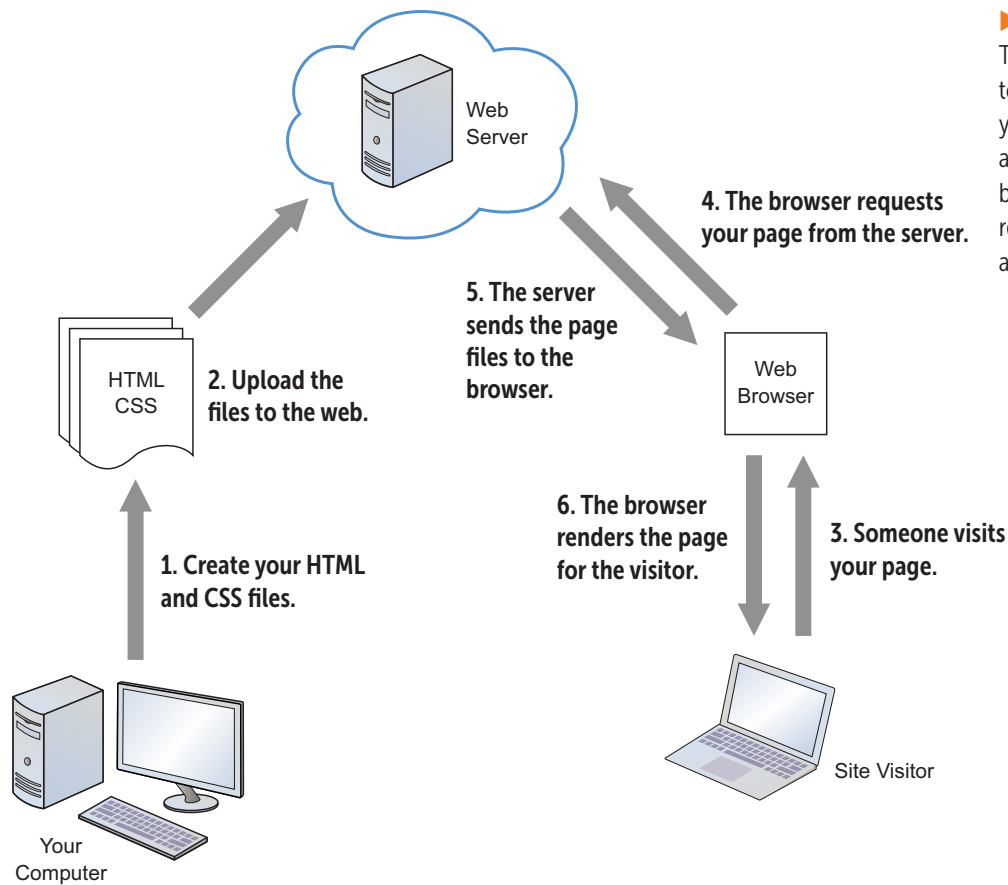 Web
Server
4. The browser requests
your page from the server.
5. The server
sends the page
files to the
browser.
HTML
CSS
2. Upload the
files to the web.
Web
Browser
6. The browser
renders the page
for the visitor.
3. Someone visits
your page.
1. Create your HTML
and CSS files.
Site Visitor
Your
Computer